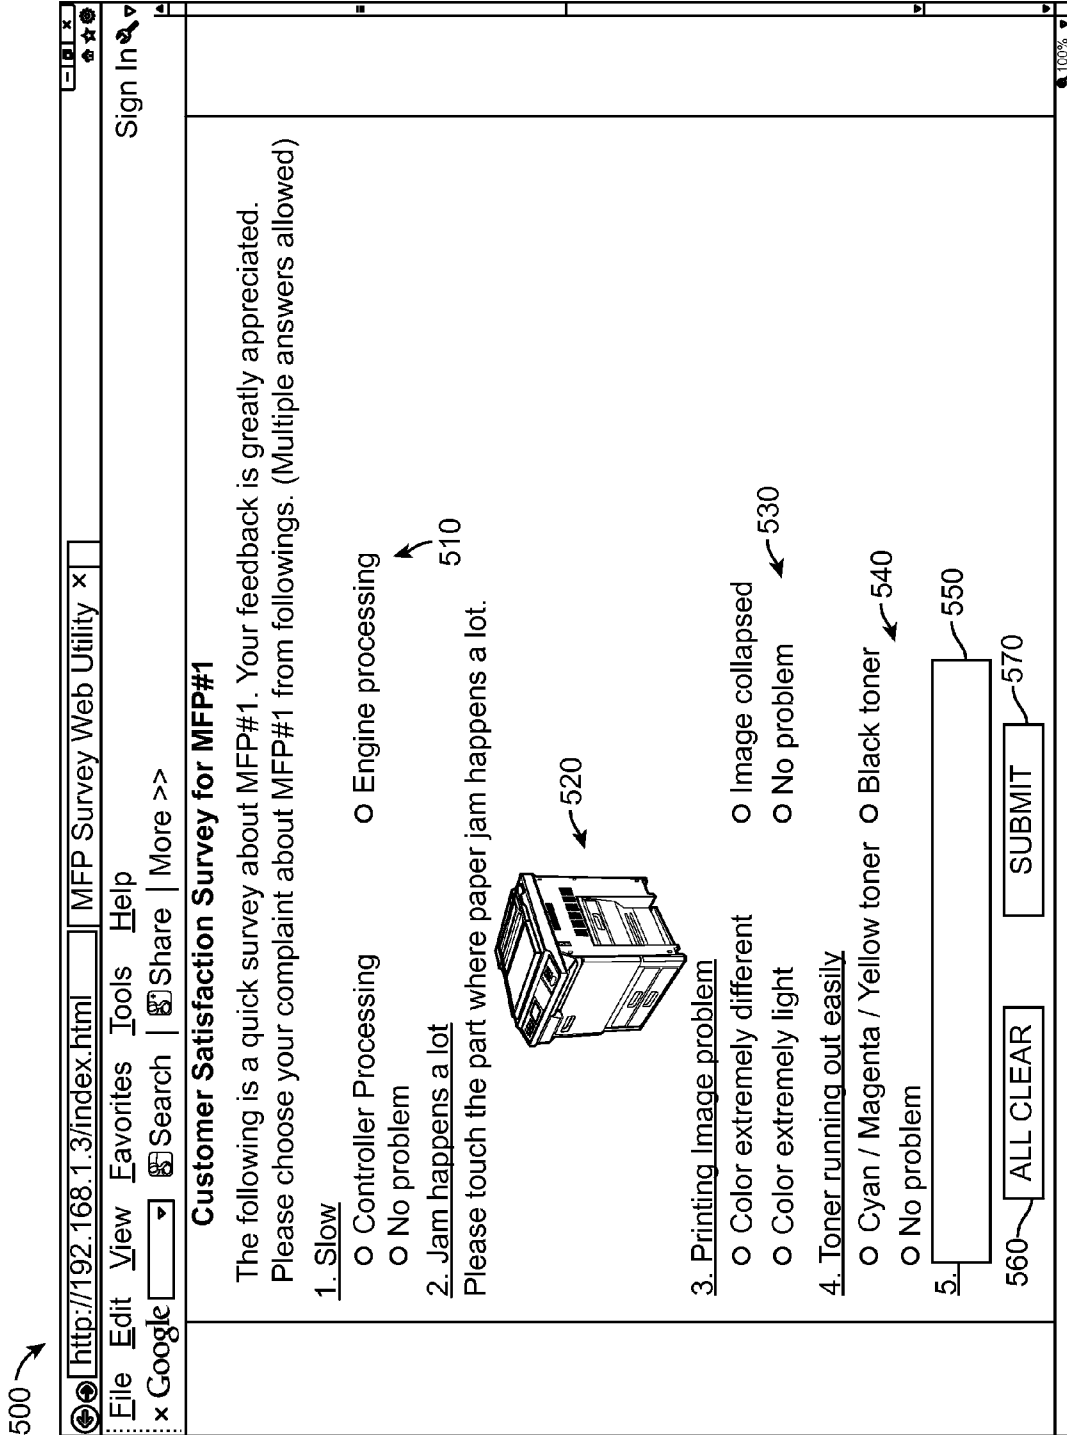 500
http://192.168.1.3/index.html
MFP Survey Web Utility ×
File Edit View Favorites Tools Help
× Google Search Share More >> Sign In
Customer Satisfaction Survey for MFP#1
The following is a quick survey about MFP#1. Your feedback is greatly appreciated.
Please choose your complaint about MFP#1 from followings. (Multiple answers allowed)
1. Slow
Controller Processing Engine processing
No problem
510
2. Jam happens a lot
Please touch the part where paper jam happens a lot.
520
3. Printing Image problem
Color extremely different Image collapsed
Color extremely light No problem
530
4. Toner running out easily
Cyan / Magenta / Yellow toner Black toner
540
No problem
5.
550
560 ALL CLEAR SUBMIT 570
100%